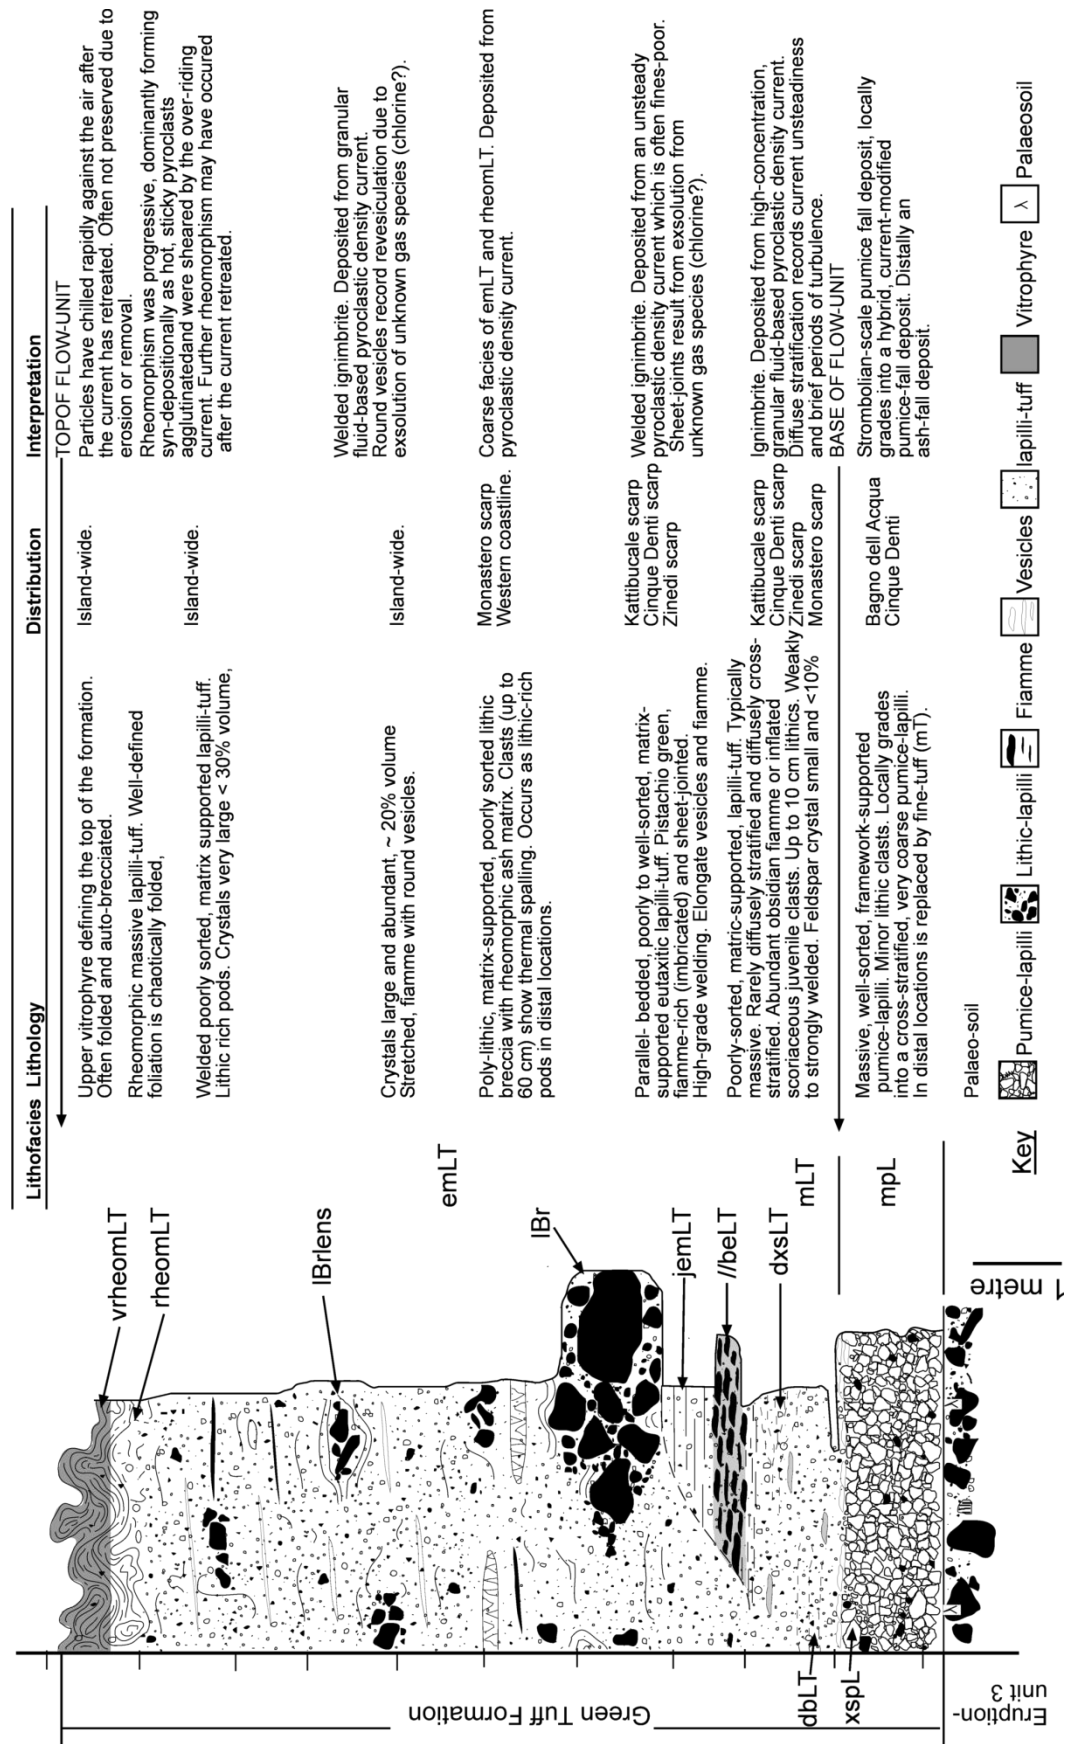 Lithofacies Lithology Distribution Interpretation
TOPOF FLOW-UNIT
vrheomLT
Upper vitrophyre defining the top of the formation.
Often folded and auto-brecciated.
Island-wide.
Particles have chilled rapidly against the air after
the current has retreated. Often not preserved due to
erosion or removal.
rheomLT
Rheomorphic massive lapilli-tuff. Well-defined
foliation is chaotically folded,
Island-wide.
Rheomorphism was progressive, dominantly forming
syn-depositionally as hot, sticky pyroclasts
agglutinatedand were sheared by the over-riding
current. Further rheomorphism may have occured
after the current retreated.
lBrlens
Welded poorly sorted, matrix supported lapilli-tuff.
Lithic rich pods. Crystals very large < 30% volume,
emLT
Crystals large and abundant, ~ 20% volume
Stretched, fiamme with round vesicles.
Island-wide.
Welded ignimbrite. Deposited from granular
fluid-based pyroclastic density current.
Round vesicles record revesiculation due to
exsolution of unknown gas species (chlorine?).
lBr
Poly-lithic, matrix-supported, poorly sorted lithic
breccia with rheomorphic ash matrix. Clasts (up to
60 cm) show thermal spalling. Occurs as lithic-rich
pods in distal locations.
Monastero scarp
Western coastline.
Coarse facies of emLT and rheomLT. Deposited from
pyroclastic density current.
jemLT
//beLT
Parallel- bedded, poorly to well-sorted, matrix-
supported eutaxitic lapilli-tuff. Pistachio green,
fiamme-rich (imbricated) and sheet-jointed.
High-grade welding. Elongate vesicles and fiamme.
Kattibucale scarp
Cinque Denti scarp
Zinedi scarp
Welded ignimbrite. Deposited from an unsteady
pyroclastic density current which is often fines-poor.
Sheet-joints result from exsolution from
unknown gas species (chlorine?).
dxsLT
mLT
Poorly-sorted, matric-supported, lapilli-tuff. Typically
massive. Rarely diffusely stratified and diffusely cross-
stratified. Abundant obsidian fiamme or inflated
scoriaceous juvenile clasts. Up to 10 cm lithics. Weakly
to strongly welded. Feldspar crystal small and <10%
Kattibucale scarp
Cinque Denti scarp
Zinedi scarp
Monastero scarp
Ignimbrite. Deposited from high-concentration,
granular fluid-based pyroclastic density current.
Diffuse stratification records current unsteadiness
and brief periods of turbulence.
BASE OF FLOW-UNIT
dbLT
xspL
mpL
Massive, well-sorted, framework-supported
pumice-lapilli. Minor lithic clasts. Locally grades
into a cross-stratified, very coarse pumice-lapilli.
In distal locations is replaced by fine-tuff (mT).
Bagno dell Acqua
Cinque Denti
Strombolian-scale pumice fall deposit, locally
grades into a hybrid, current-modified
pumice-fall deposit. Distally an
ash-fall deposit.
Palaeo-soil
Green Tuff Formation
Eruption-
unit 3
1 metre
Key Pumice-lapilli Lithic-lapilli Fiamme Vesicles lapilli-tuff Vitrophyre λ Palaeosoil